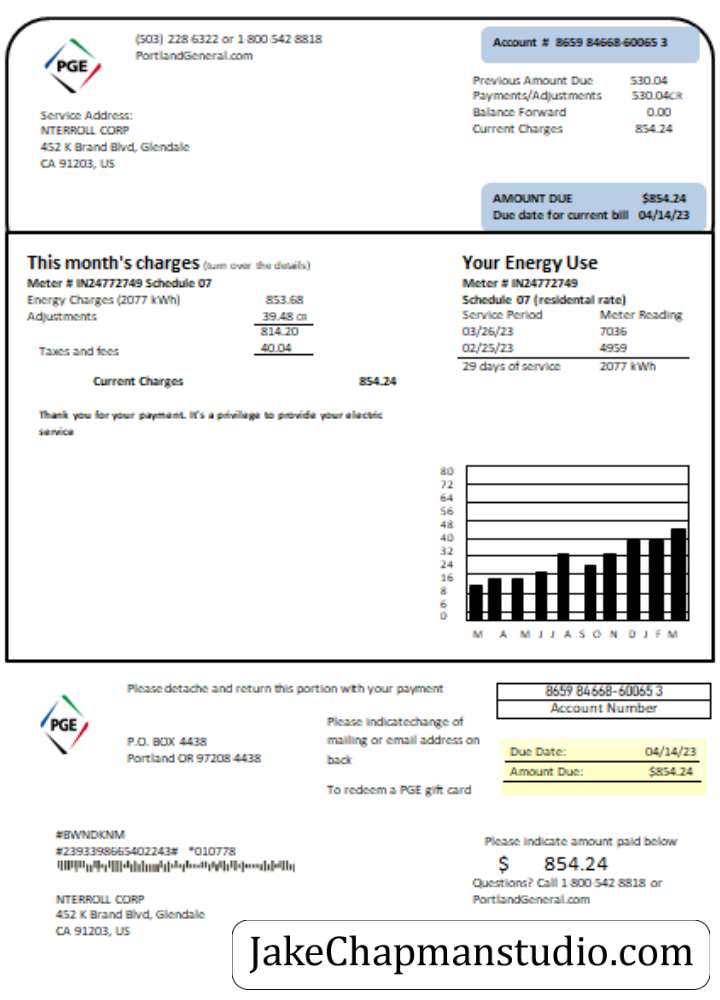 PGE
(503) 228 6322 or 1 800 542 8818
PortlandGeneral.com
Account # 8659 84668-60065 3
Previous Amount Due 530.04
Payments/Adjustments 530.04CR
Balance Forward 0.00
Current Charges 854.24
Service Address:
NTERROLL CORP
452 K Brand Blvd, Glendale
CA 91203, US
AMOUNT DUE $854.24
Due date for current bill 04/14/23
This month's charges (turn over the details)
Meter # IN24772749 Schedule 07
Energy Charges (2077 kWh) 853.68
Adjustments 39.48 CR
814.20
Taxes and fees 40.04
Current Charges 854.24
Thank you for your payment. It's a privilege to provide your electric
service
Your Energy Use
Meter # IN24772749
Schedule 07 (residental rate)
Service Period Meter Reading
03/26/23 7036
02/25/23 4959
29 days of service 2077 kWh
80
72
64
56
48
40
32
24
16
8
6
0
M A M J J A S O N D J F M
PGE
Please detache and return this portion with your payment
8659 84668-60065 3
Account Number
P.O. BOX 4438
Portland OR 97208 4438
Please indicatechange of
mailing or email address on
back
To redeem a PGE gift card
Due Date: 04/14/23
Amount Due: $854.24
#BWNDKNM
#2393398665402243# *010778
NTERROLL CORP
452 K Brand Blvd, Glendale
CA 91203, US
Please indicate amount paid below
$ 854.24
Questions? Call 1 800 542 8818 or
PortlandGeneral.com
JakeChapmanstudio.com